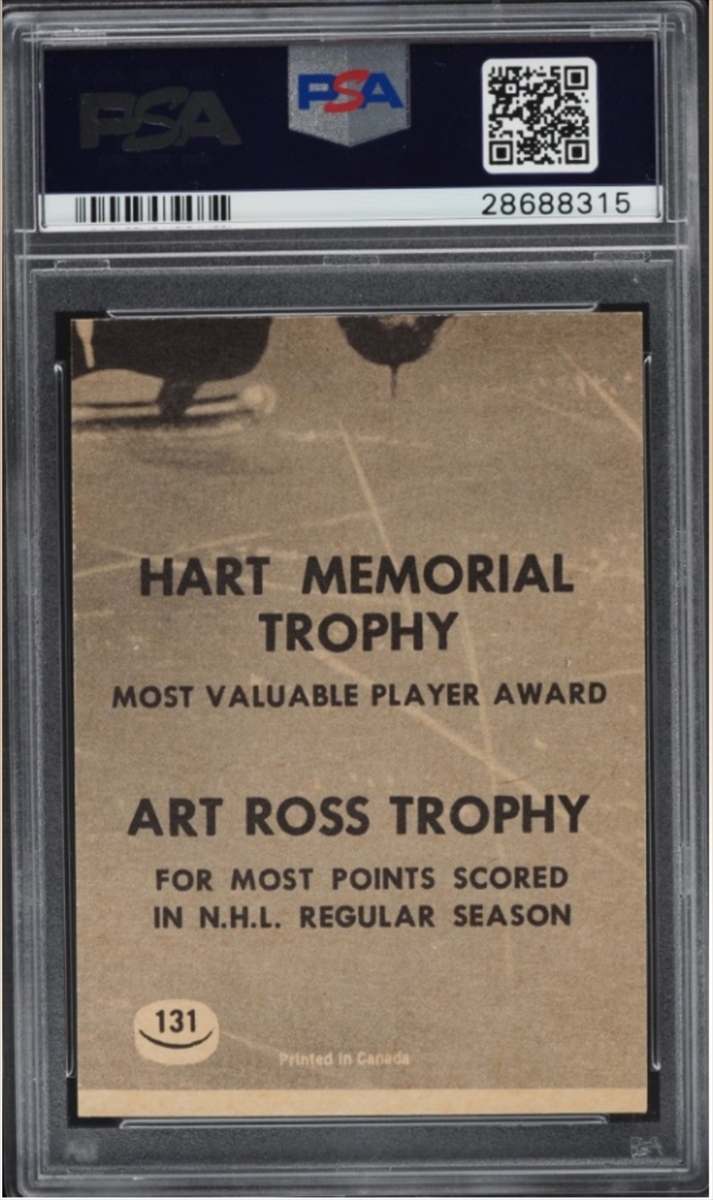 PSA
PSA
28688315
HART MEMORIAL
TROPHY
MOST VALUABLE PLAYER AWARD
ART ROSS TROPHY
FOR MOST POINTS SCORED
IN N.H.L. REGULAR SEASON
131
Printed in Canada